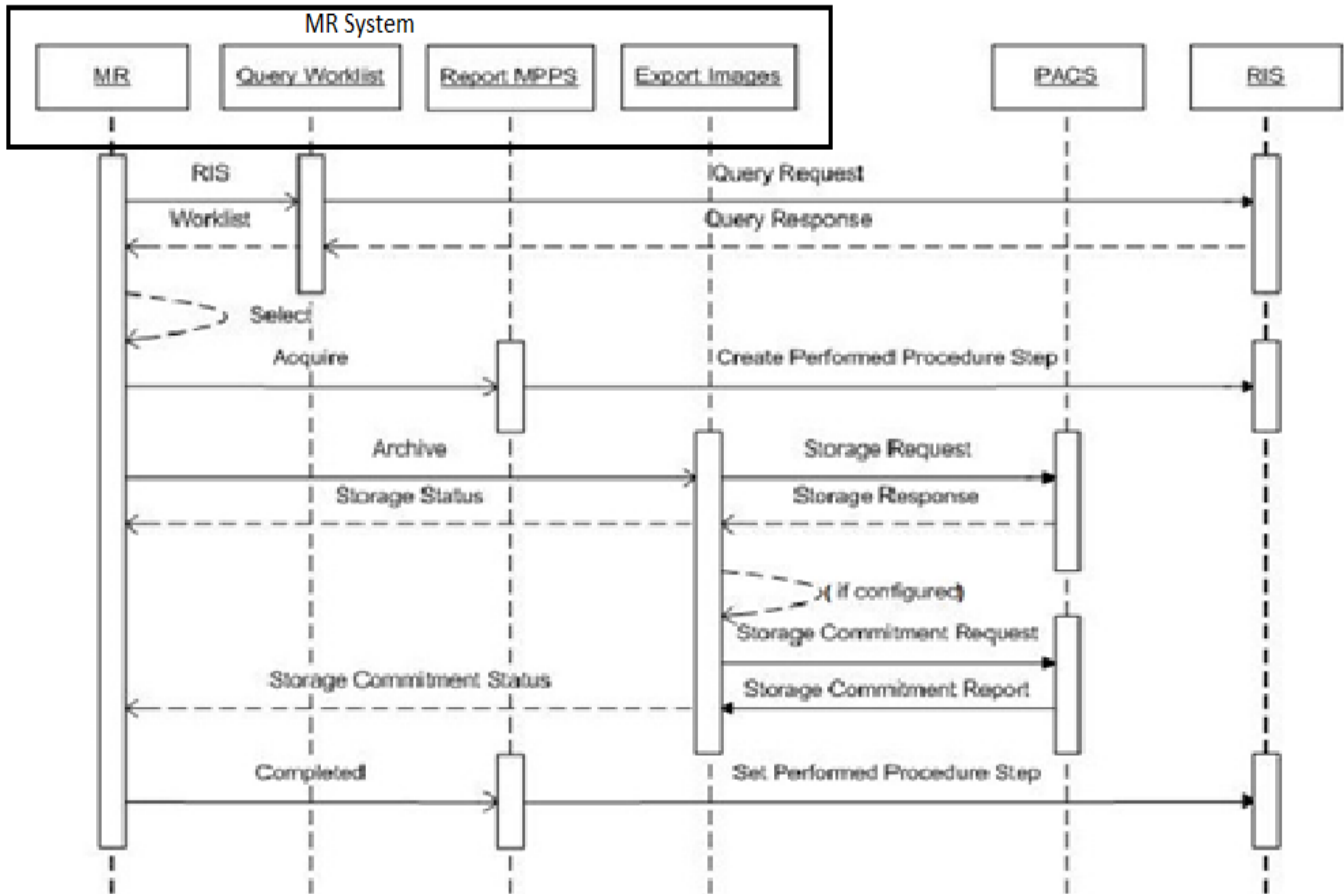 MR System
MR
Query Worklist
Report MPPS
Export Images
PACS
RIS
RIS
Query Request
Worklist
Query Response
Select
Acquire
Create Performed Procedure Step
Archive
Storage Request
Storage Status
Storage Response
( if configured)
Storage Commitment Request
Storage Commitment Status
Storage Commitment Report
Completed
Set Performed Procedure Step